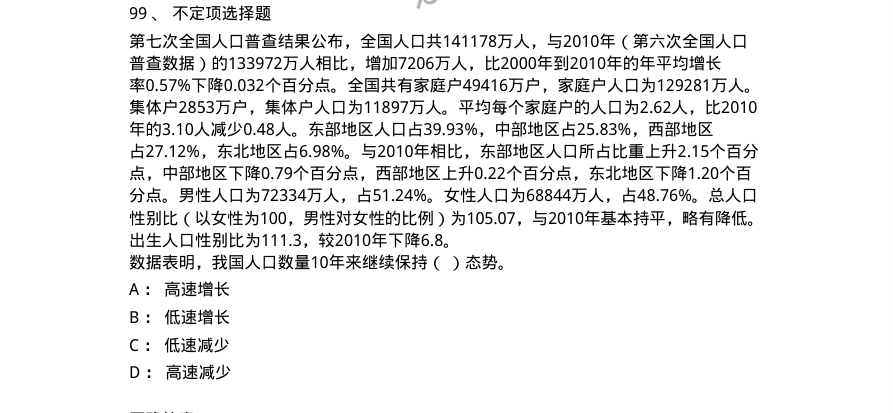 99 、 不定项选择题
第七次全国人口普查结果公布，全国人口共141178万人，与2010年（第六次全国人口
普查数据）的133972万人相比，增加7206万人，比2000年到2010年的年平均增长
率0.57%下降0.032个百分点。全国共有家庭户49416万户，家庭户人口为129281万人。
集体户2853万户，集体户人口为11897万人。平均每个家庭户的人口为2.62人，比2010
年的3.10人减少0.48人。东部地区人口占39.93%，中部地区占25.83%，西部地区
占27.12%，东北地区占6.98%。与2010年相比，东部地区人口所占比重上升2.15个百分
点，中部地区下降0.79个百分点，西部地区上升0.22个百分点，东北地区下降1.20个百
分点。男性人口为72334万人，占51.24%。女性人口为68844万人，占48.76%。总人口
性别比（以女性为100，男性对女性的比例）为105.07，与2010年基本持平，略有降低。
出生人口性别比为111.3，较2010年下降6.8。
数据表明，我国人口数量10年来继续保持（ ）态势。
A： 高速增长
B： 低速增长
C： 低速减少
D： 高速减少